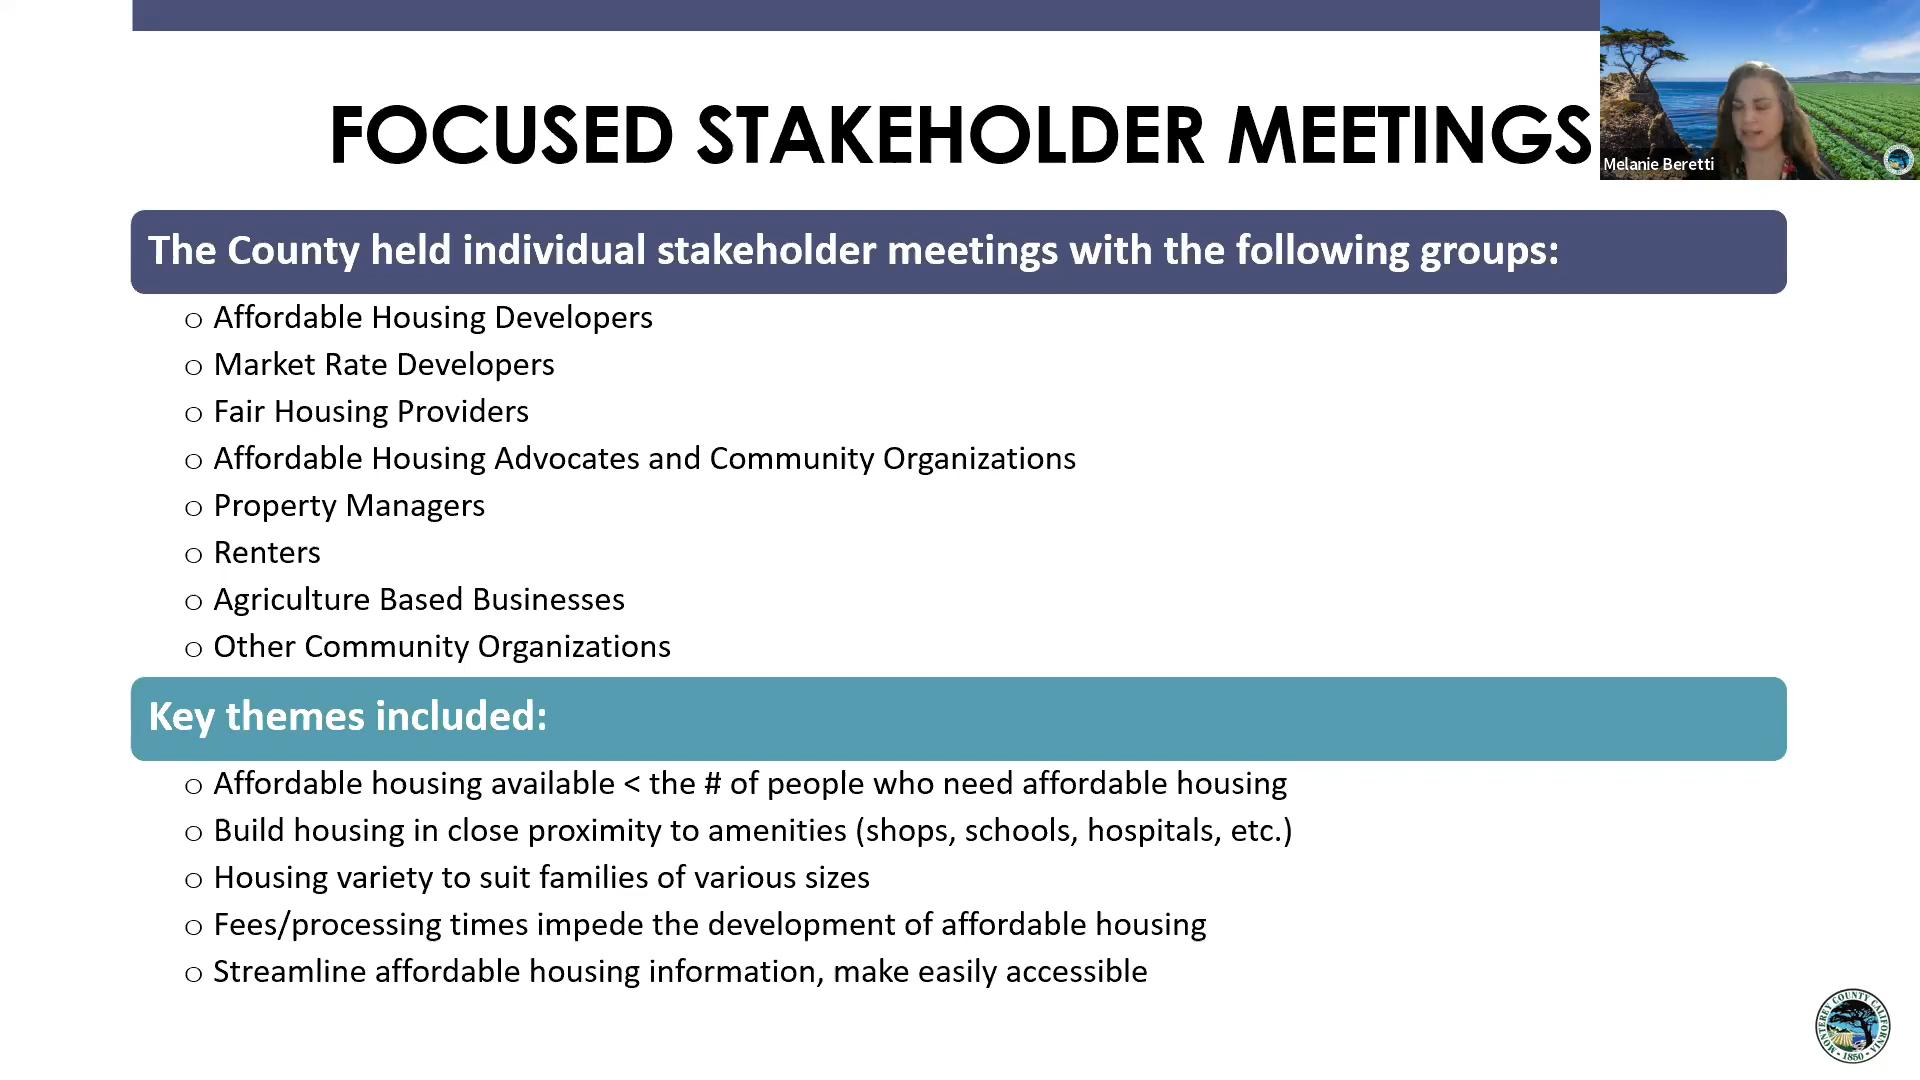 FOCUSED STAKEHOLDER MEETINGS
Melanie Beretti
The County held individual stakeholder meetings with the following groups:
o Affordable Housing Developers
o Market Rate Developers
o Fair Housing Providers
o Affordable Housing Advocates and Community Organizations
o Property Managers
o Renters
o Agriculture Based Businesses
o Other Community Organizations
Key themes included:
o Affordable housing available < the # of people who need affordable housing
o Build housing in close proximity to amenities (shops, schools, hospitals, etc.)
o Housing variety to suit families of various sizes
o Fees/processing times impede the development of affordable housing
o Streamline affordable housing information, make easily accessible
MONTEREY COUNTY CALIFORNIA
1850